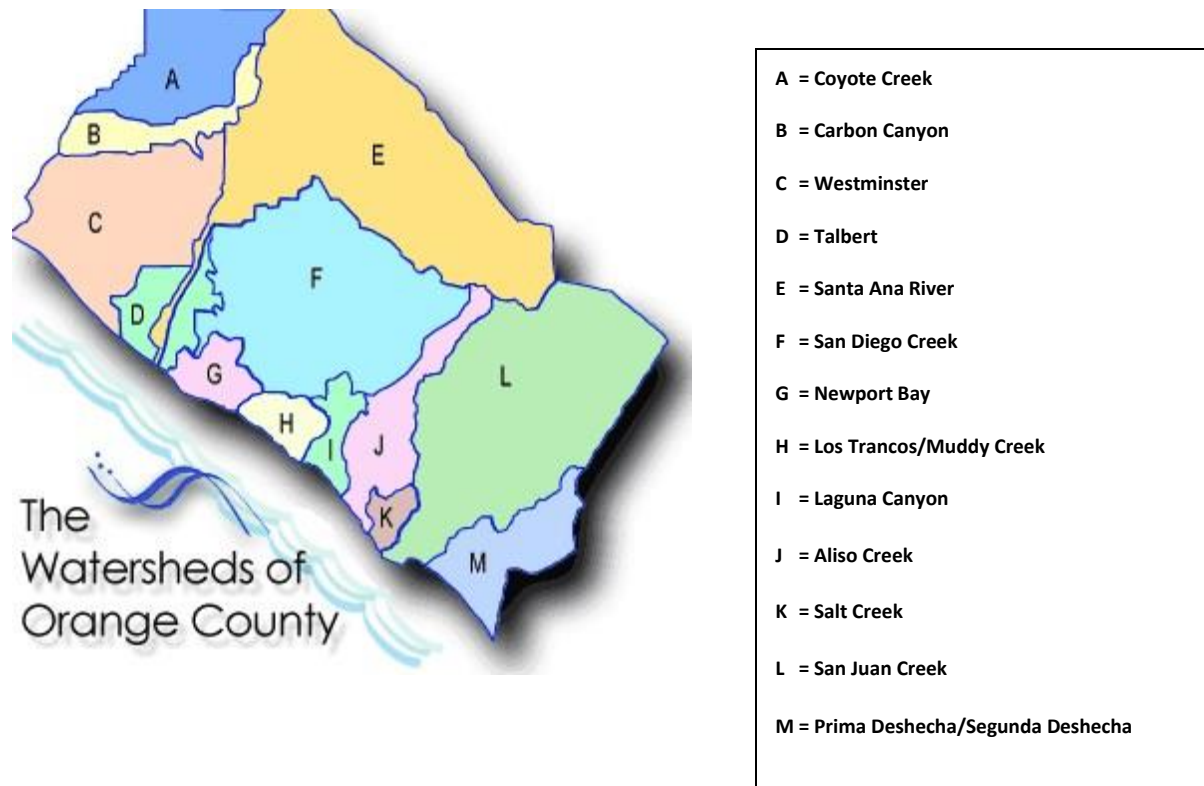 A
B
C
D
E
F
G
H
I
J
K
L
M
The
Watersheds of
Orange County
A = Coyote Creek
B = Carbon Canyon
C = Westminster
D = Talbert
E = Santa Ana River
F = San Diego Creek
G = Newport Bay
H = Los Trancos/Muddy Creek
I = Laguna Canyon
J = Aliso Creek
K = Salt Creek
L = San Juan Creek
M = Prima Deshecha/Segunda Deshecha